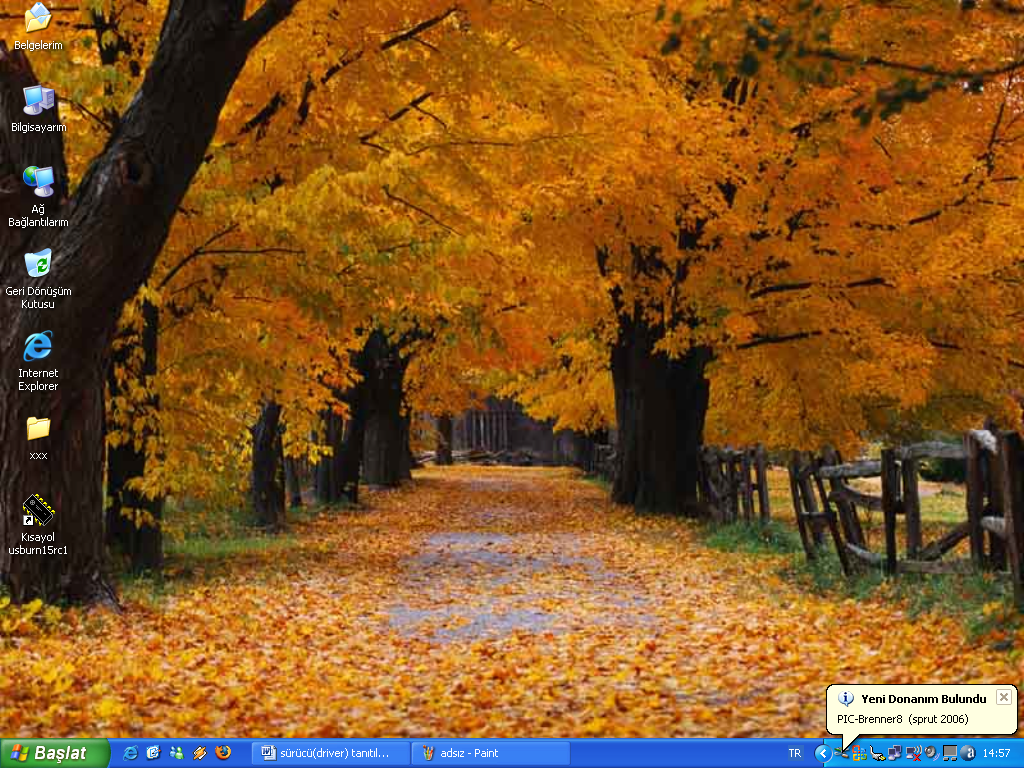 Belgelerim
Bilgisayarım
Ağ
Bağlantılarım
Geri Dönüşüm
Kutusu
Internet
Explorer
xxx
Kısayol
usburn15rc1
Yeni Donanım Bulundu
PIC-Brenner8 (sprut 2006)
Başlat
sürücü(driver) tanıtıl...
adsız - Paint
TR
14:57